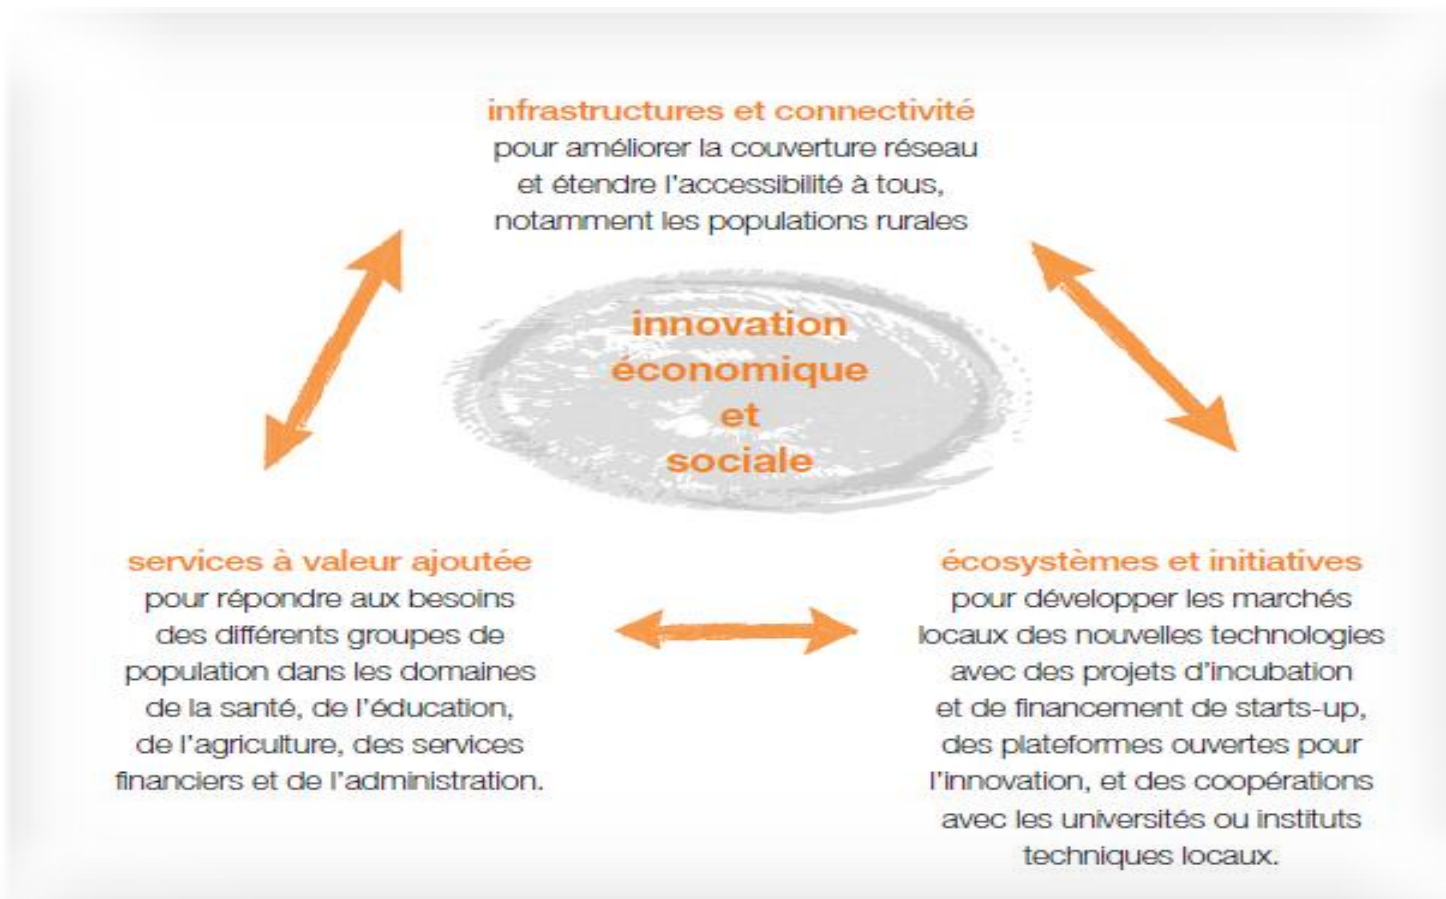 infrastructures et connectivité
pour améliorer la couverture réseau
et étendre l'accessibilité à tous,
notamment les populations rurales
innovation
économique
et
sociale
services à valeur ajoutée
pour répondre aux besoins
des différents groupes de
population dans les domaines
de la santé, de l'éducation,
de l'agriculture, des services
financiers et de l'administration.
écosystèmes et initiatives
pour développer les marchés
locaux des nouvelles technologies
avec des projets d'incubation
et de financement de starts-up,
des plateformes ouvertes pour
l'innovation, et des coopérations
avec les universités ou instituts
techniques locaux.